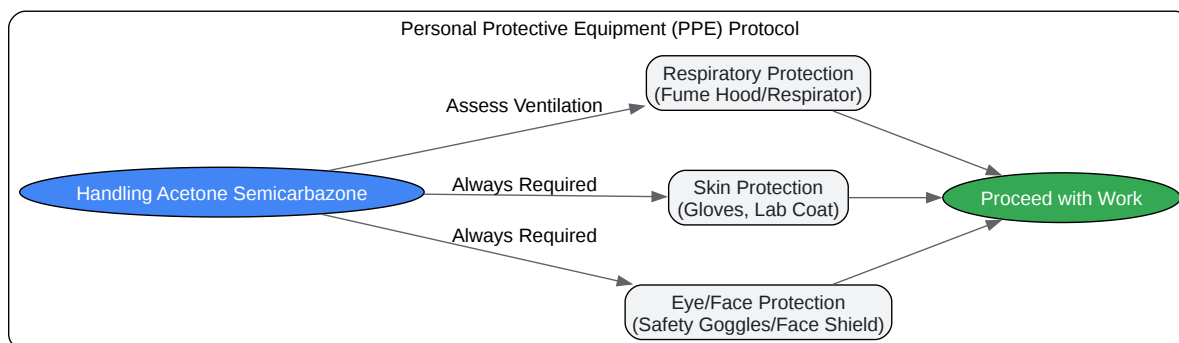 Personal Protective Equipment (PPE) Protocol
Respiratory Protection
(Fume Hood/Respirator)
Assess Ventilation
Handling Acetone Semicarbazone
Always Required
Skin Protection
(Gloves, Lab Coat)
Proceed with Work
Always Required
Eye/Face Protection
(Safety Goggles/Face Shield)